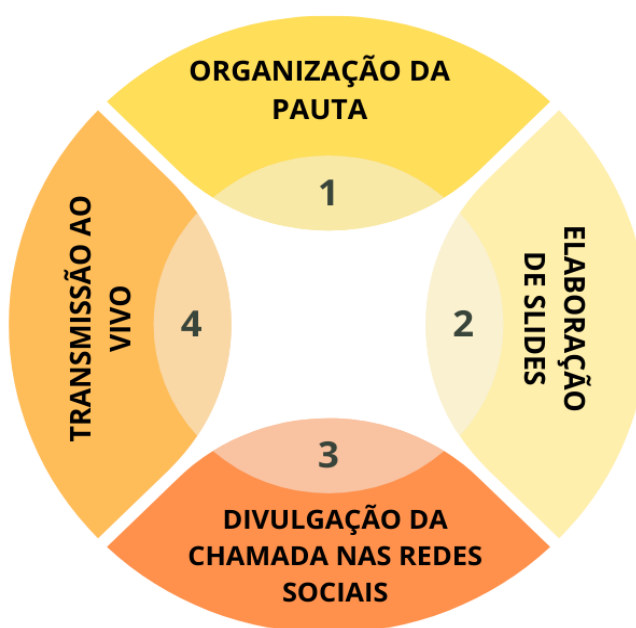 ORGANIZAÇÃO DA
PAUTA
1
ELABORAÇÃO
DE SLIDES
2
3
DIVULGAÇÃO DA
CHAMADA NAS REDES
SOCIAIS
TRANSMISSÃO AO
VIVO
4